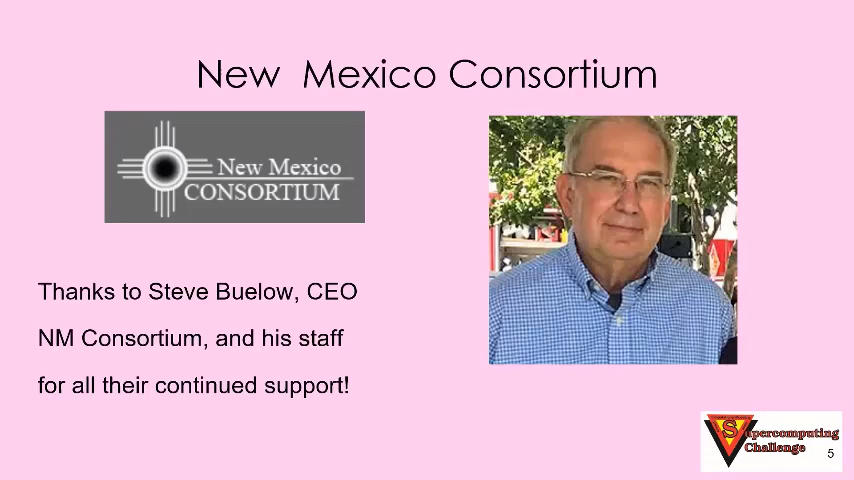 New Mexico Consortium
New Mexico
CONSORTIUM
Thanks to Steve Buelow, CEO
NM Consortium, and his staff
for all their continued support!
Supercomputing
Challenge
5